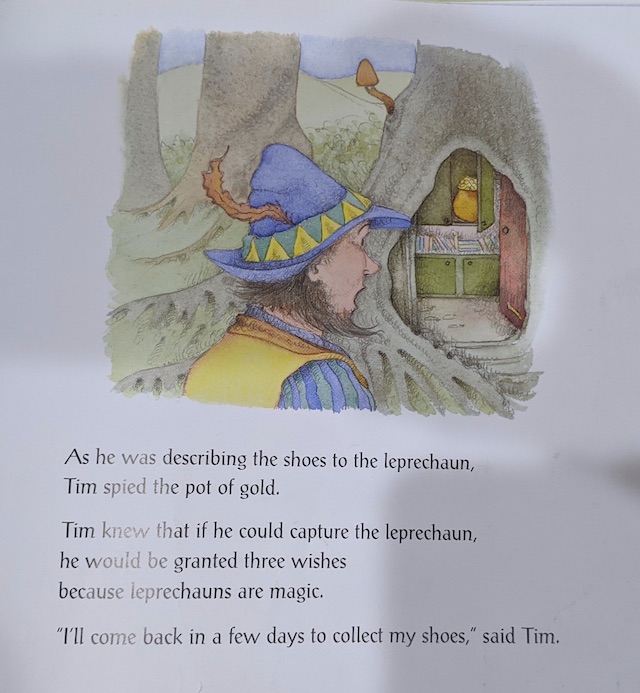 As he was describing the shoes to the leprechaun,
Tim spied the pot of gold.
Tim knew that if he could capture the leprechaun,
he would be granted three wishes
because leprechauns are magic.
“I’ll come back in a few days to collect my shoes,” said Tim.